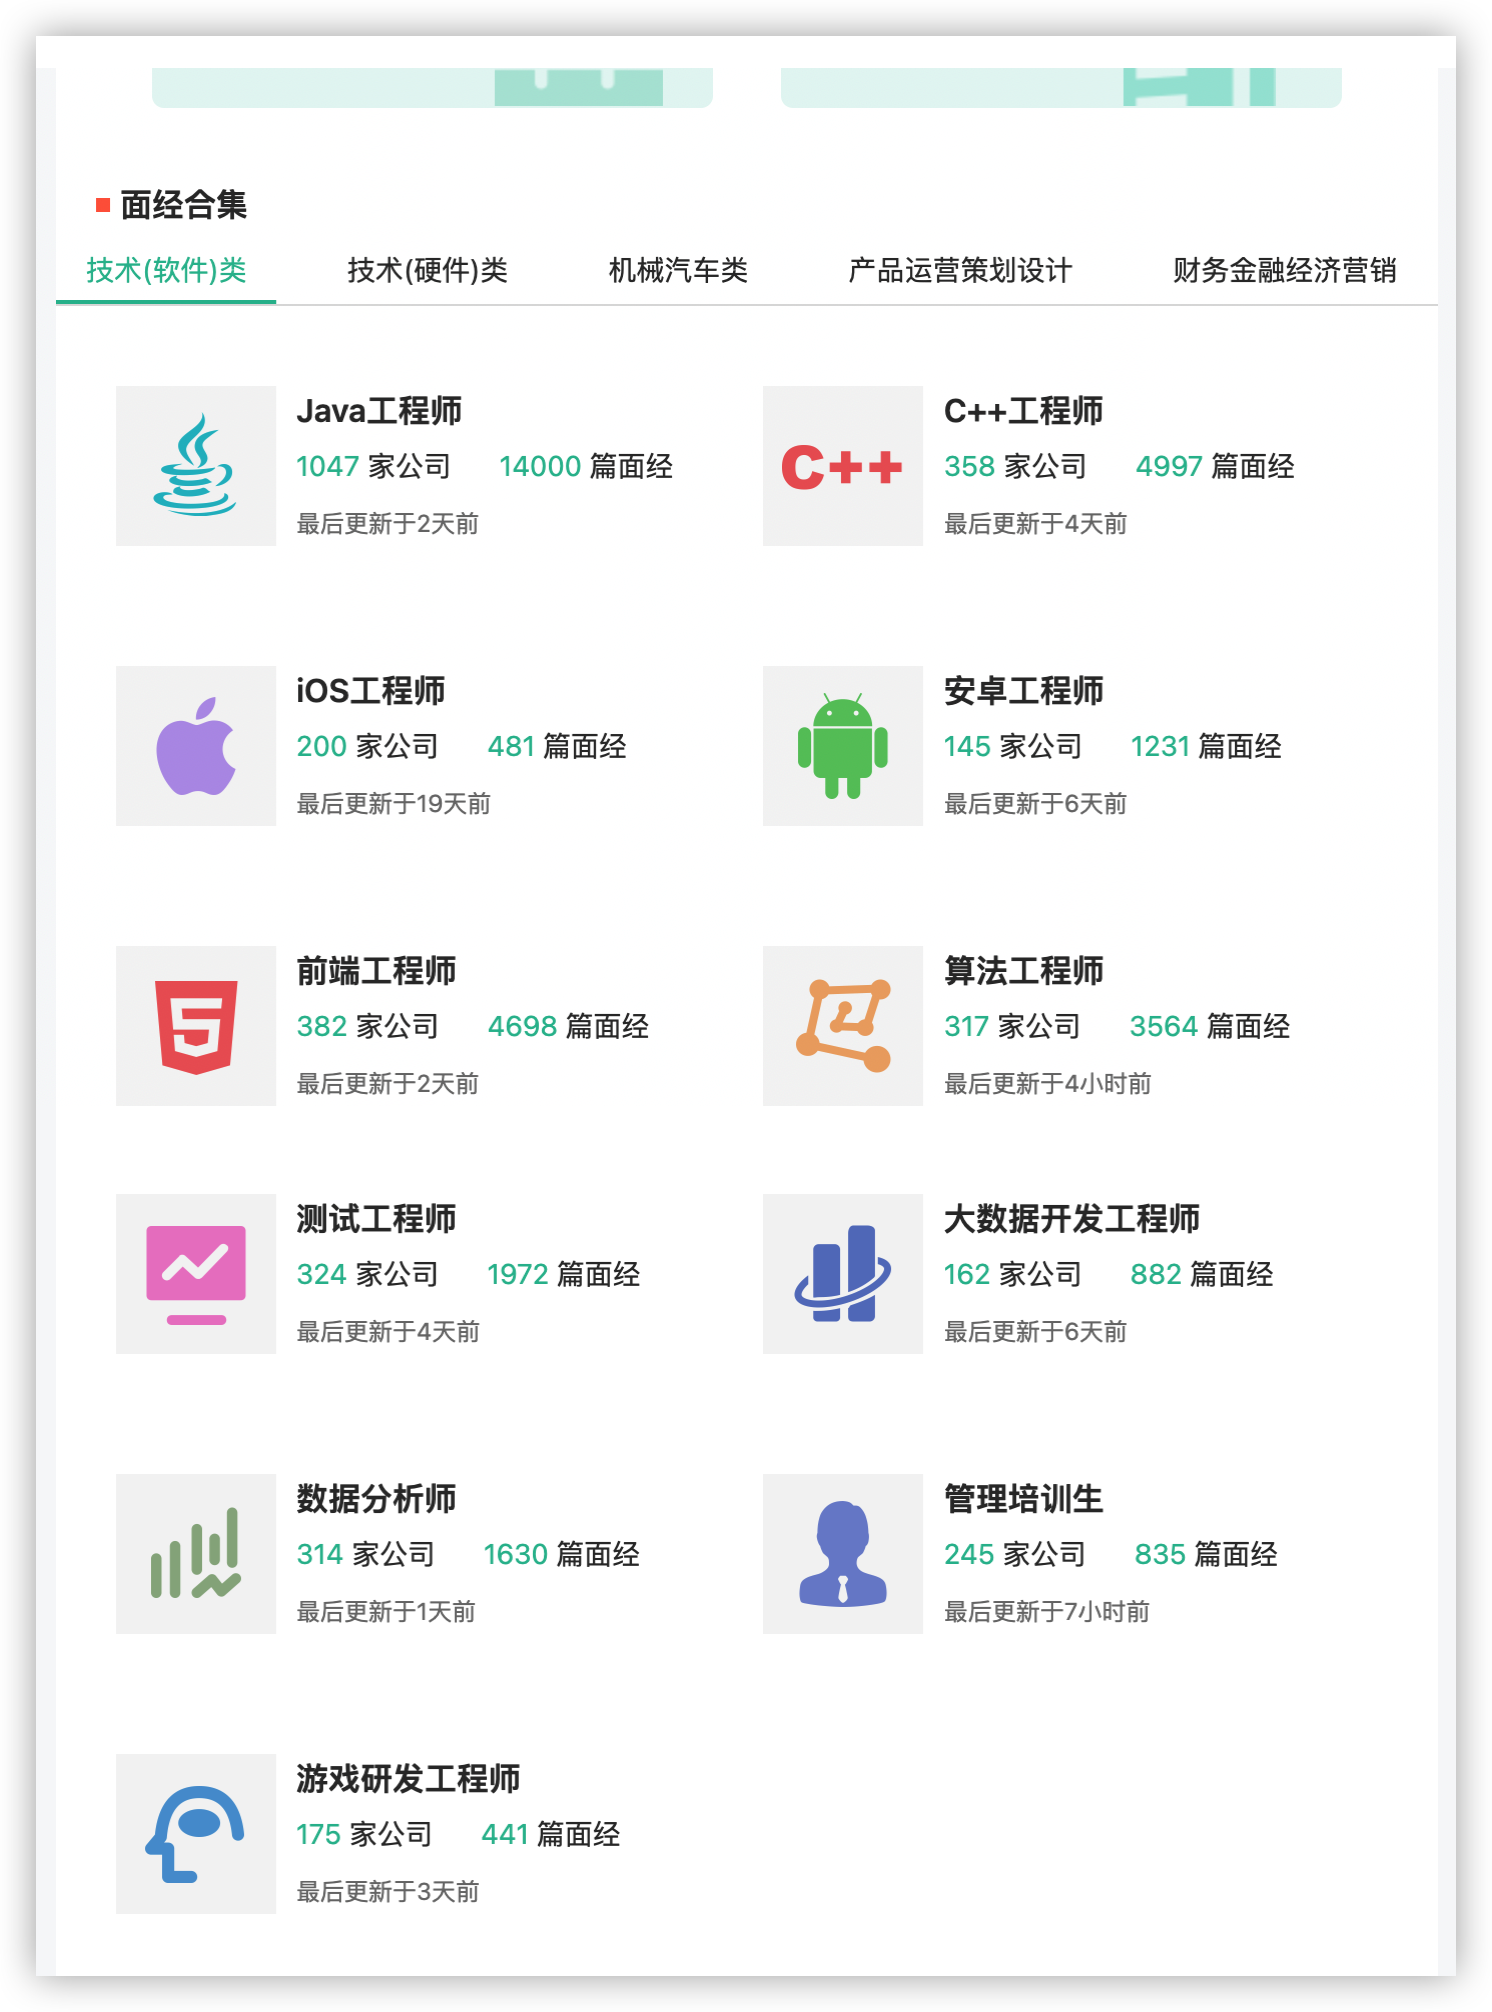 面经合集
技术(软件)类 技术(硬件)类 机械汽车类 产品运营策划设计 财务金融经济营销
Java工程师
1047 家公司 14000 篇面经
最后更新于2天前
C++
C++工程师
358 家公司 4997 篇面经
最后更新于4天前
iOS工程师
200 家公司 481 篇面经
最后更新于19天前
安卓工程师
145 家公司 1231 篇面经
最后更新于6天前
5
前端工程师
382 家公司 4698 篇面经
最后更新于2天前
算法工程师
317 家公司 3564 篇面经
最后更新于4小时前
测试工程师
324 家公司 1972 篇面经
最后更新于4天前
大数据开发工程师
162 家公司 882 篇面经
最后更新于6天前
数据分析师
314 家公司 1630 篇面经
最后更新于1天前
管理培训生
245 家公司 835 篇面经
最后更新于7小时前
游戏研发工程师
175 家公司 441 篇面经
最后更新于3天前